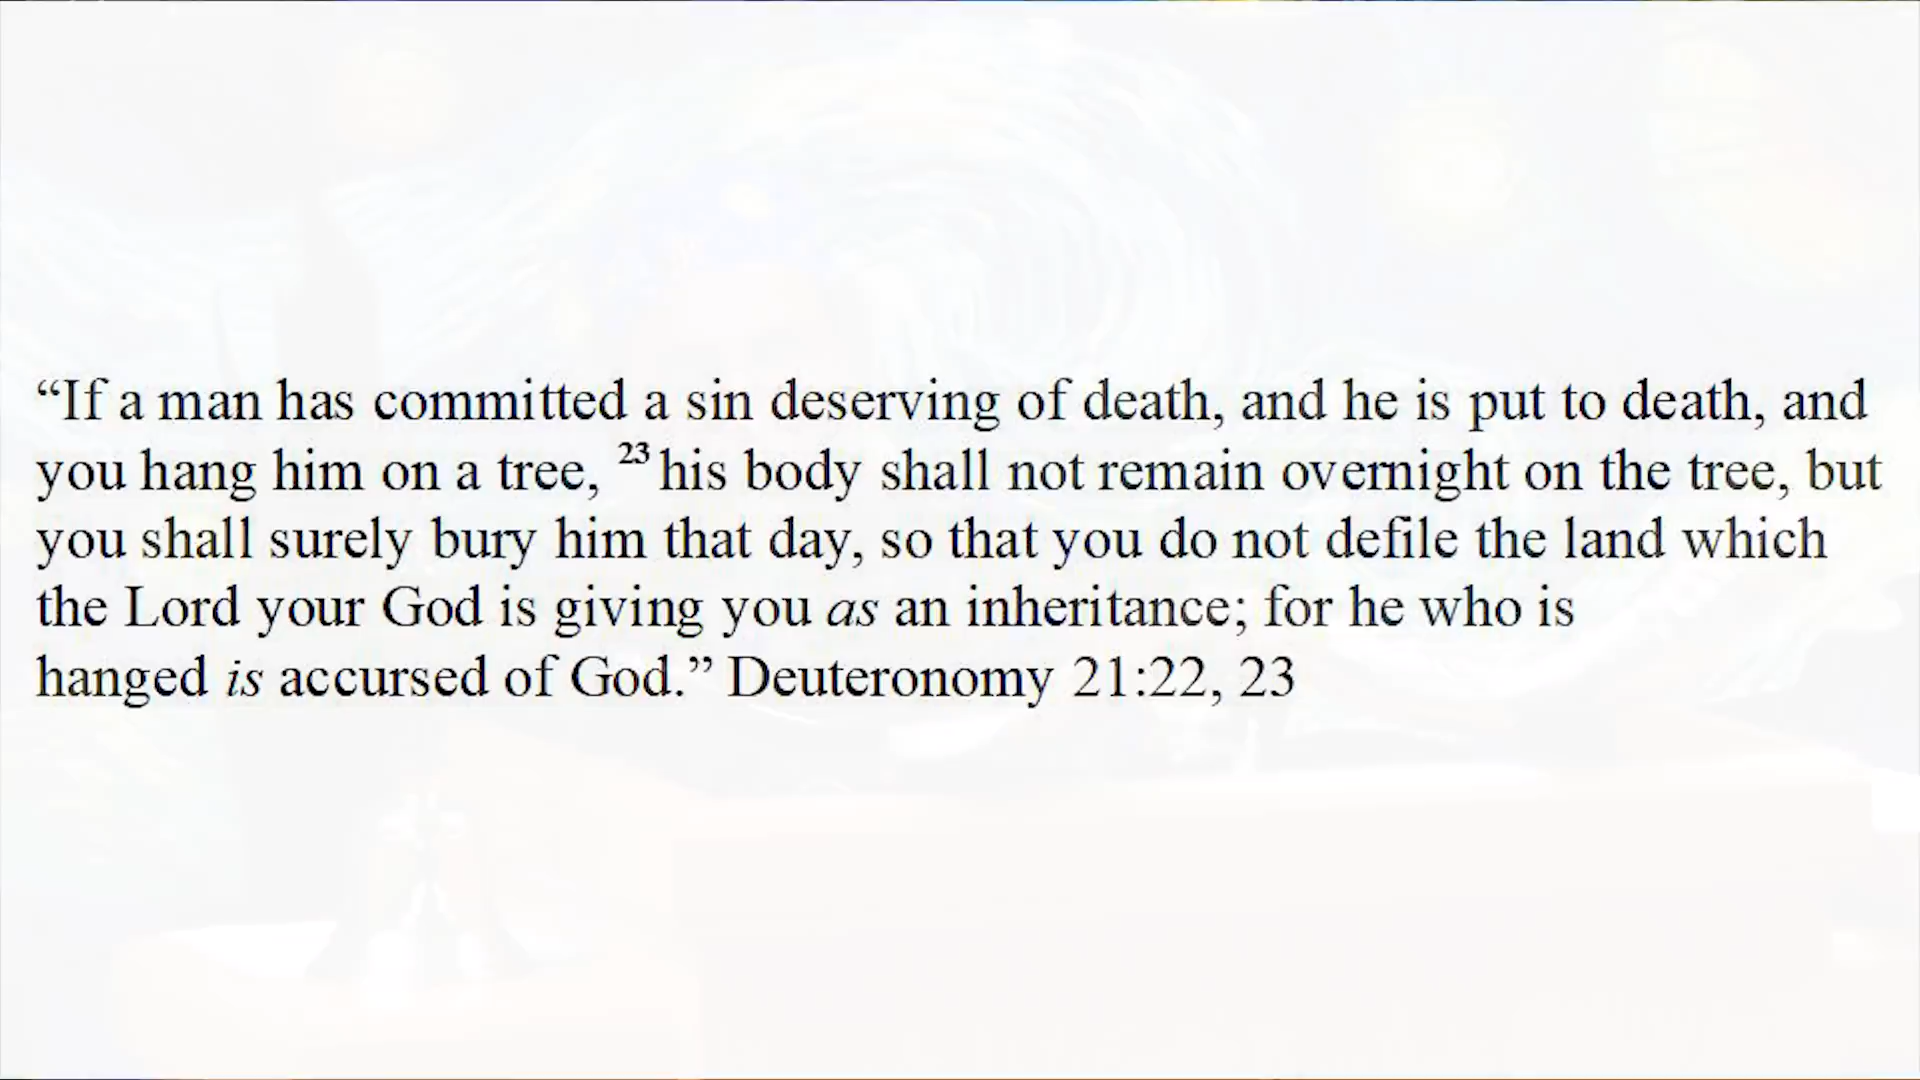 “If a man has committed a sin deserving of death, and he is put to death, and
you hang him on a tree, 23 his body shall not remain overnight on the tree, but
you shall surely bury him that day, so that you do not defile the land which
the Lord your God is giving you as an inheritance; for he who is
hanged is accursed of God.” Deuteronomy 21:22, 23